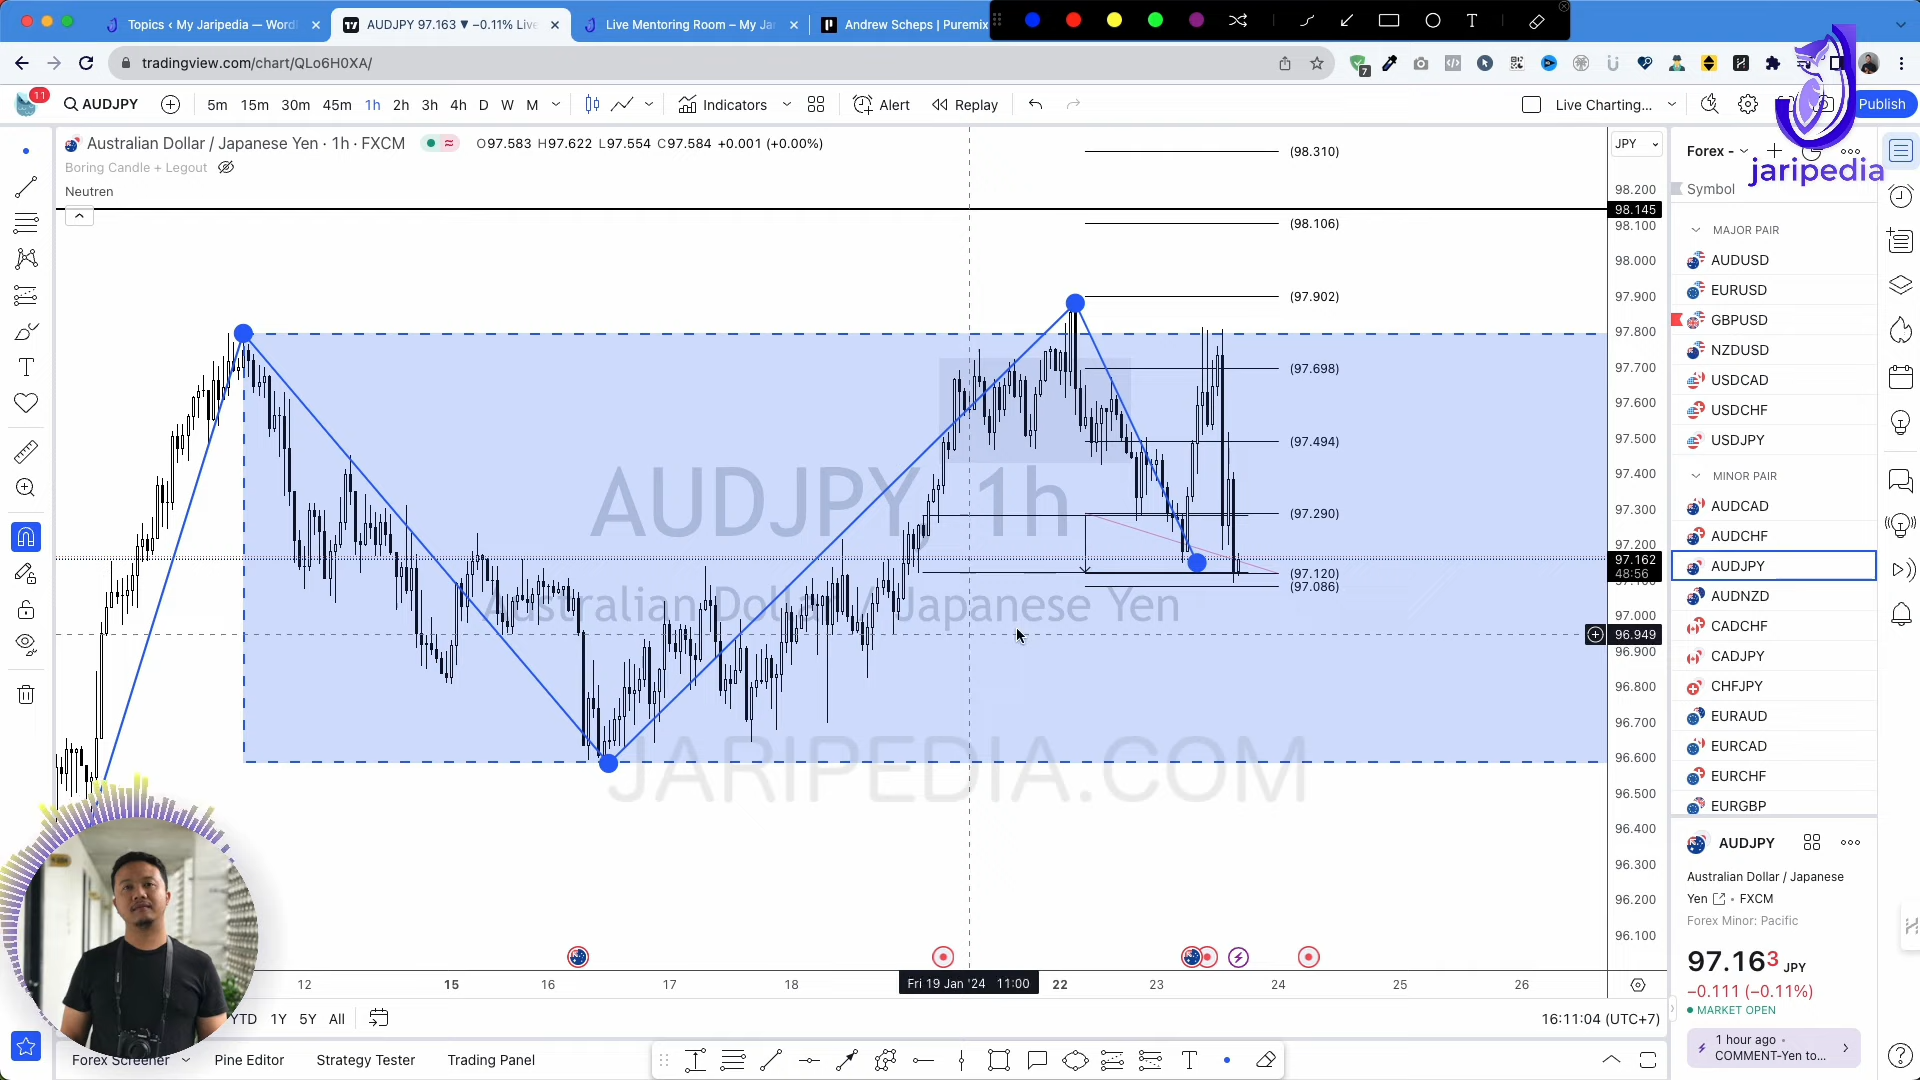 Topics ‹ My Jaripedia — Word
AUDJPY 97.163 ▼ −0.11% Live
Live Mentoring Room – My Ja
Andrew Scheps | Puremix
T
tradingview.com/chart/QLo6H0XA/
7
11
AUDJPY
5m 15m 30m 45m 1h 2h 3h 4h D W M
Indicators
Alert
Replay
Live Charting...
Publish
jaripedia
Australian Dollar / Japanese Yen · 1h · FXCM
O97.583 H97.622 L97.554 C97.584 +0.001 (+0.00%)
Boring Candle + Legout
Neutren
JPY
(98.310)
(98.106)
(97.902)
(97.698)
(97.494)
(97.290)
(97.120)
(97.086)
AUDJPY, 1h
Australian Dollar / Japanese Yen
JARIPEDIA.COM
98.200
98.145
98.100
98.000
97.900
97.800
97.700
97.600
97.500
97.400
97.300
97.200
97.162
48:56
97.000
96.949
96.900
96.800
96.700
96.600
96.500
96.400
96.300
96.200
96.100
12 15 16 17 18 Fri 19 Jan '24 11:00 22 23 24 25 26
YTD 1Y 5Y All
16:11:04 (UTC+7)
Forex Screener Pine Editor Strategy Tester Trading Panel
T
Forex -
Symbol
MAJOR PAIR
AUDUSD
EURUSD
GBPUSD
NZDUSD
USDCAD
USDCHF
USDJPY
MINOR PAIR
AUDCAD
AUDCHF
AUDJPY
AUDNZD
CADCHF
CADJPY
CHFJPY
EURAUD
EURCAD
EURCHF
EURGBP
AUDJPY
Australian Dollar / Japanese
Yen • FXCM
Forex Minor: Pacific
97.163 JPY
−0.111 (−0.11%)
MARKET OPEN
1 hour ago •
COMMENT-Yen to...